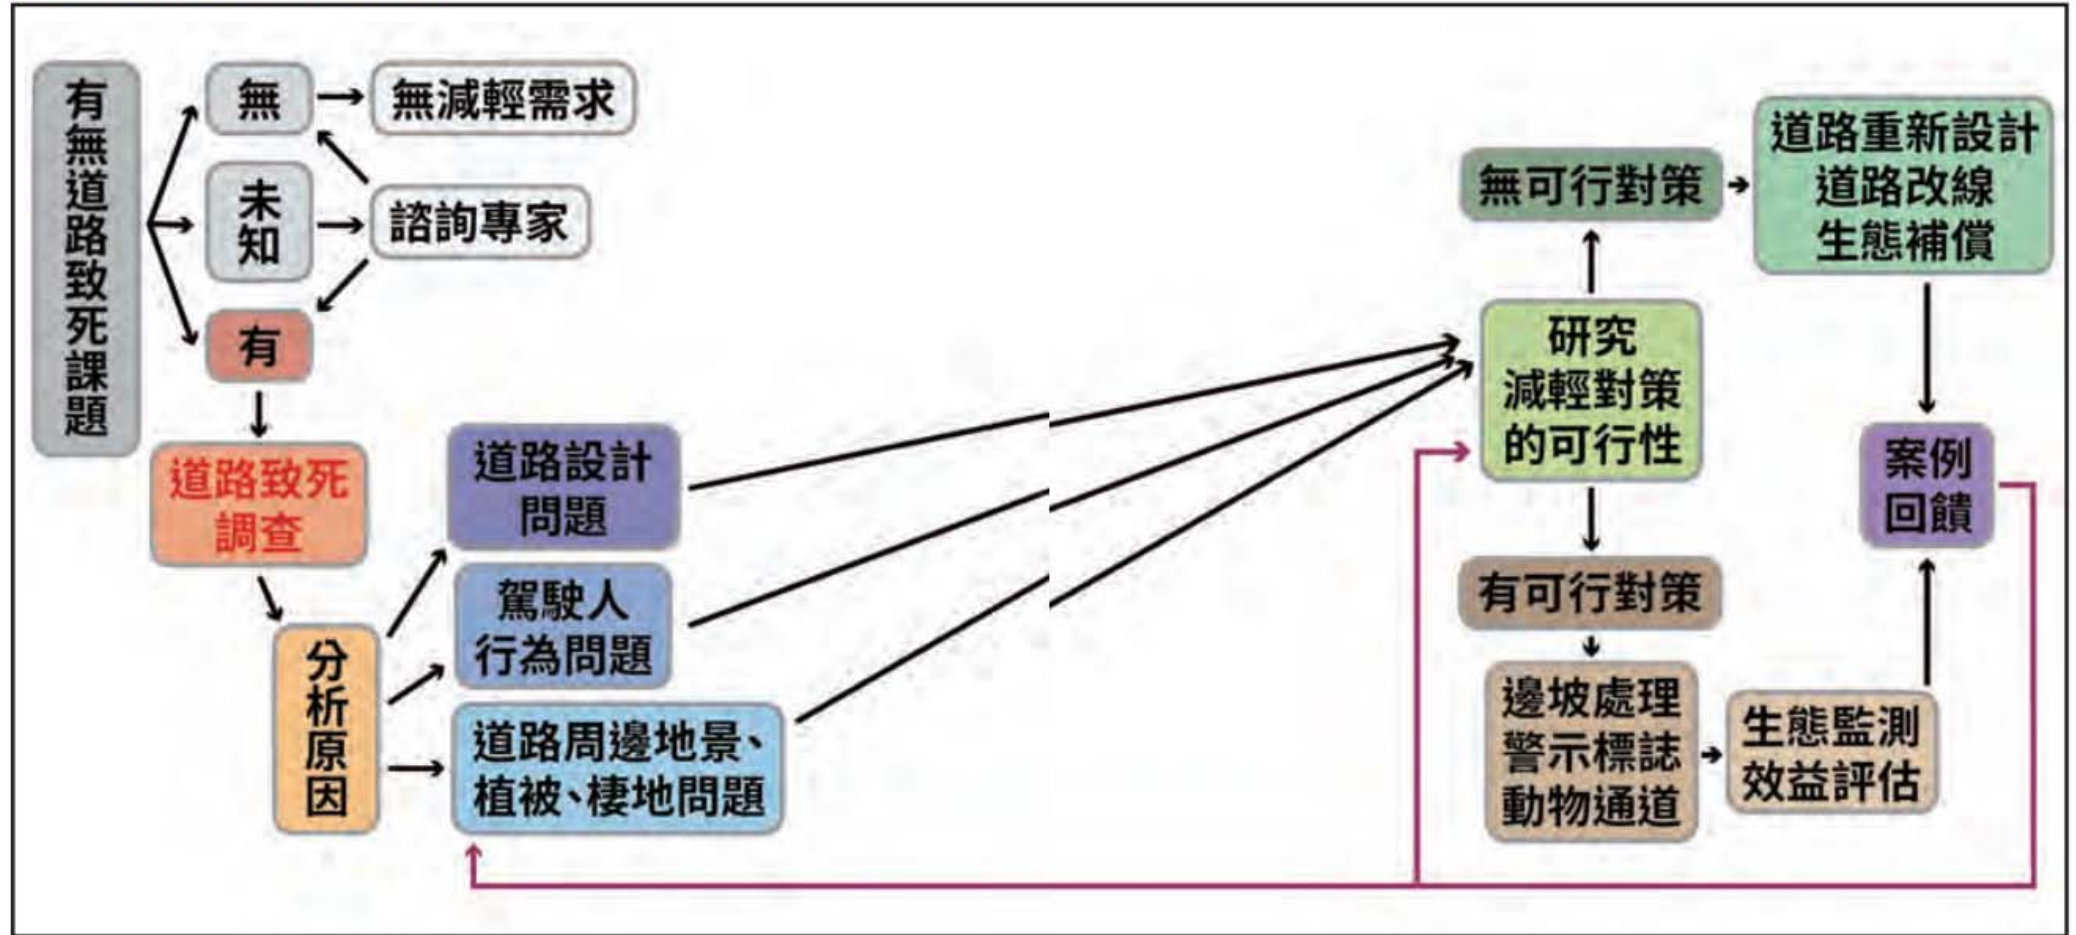 有無道路致死課題
無
無減輕需求
未
知
諮詢專家
有
道路致死
調查
分析原因
道路設計
問題
駕駛人
行為問題
道路周邊地景、
植被、棲地問題
研究
減輕對策
的可行性
無可行對策
道路重新設計
道路改線
生態補償
有可行對策
邊坡處理
警示標誌
動物通道
生態監測
效益評估
案例
回饋